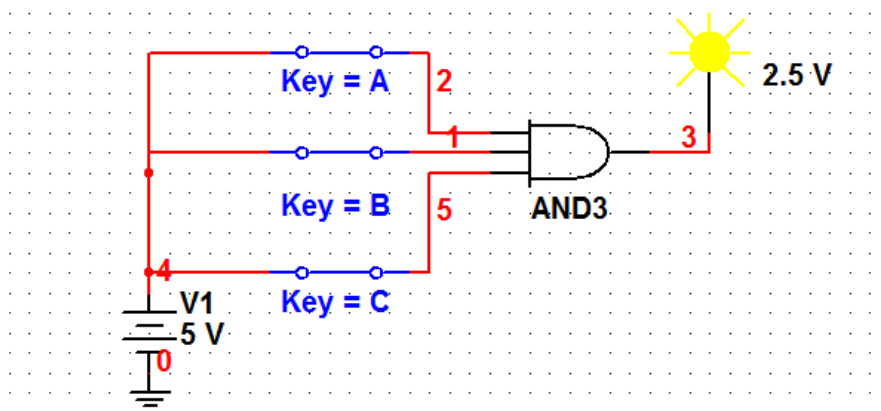 2.5 V
Key = A
2
1
3
Key = B
5
AND3
4
V1
Key = C
5 V
0